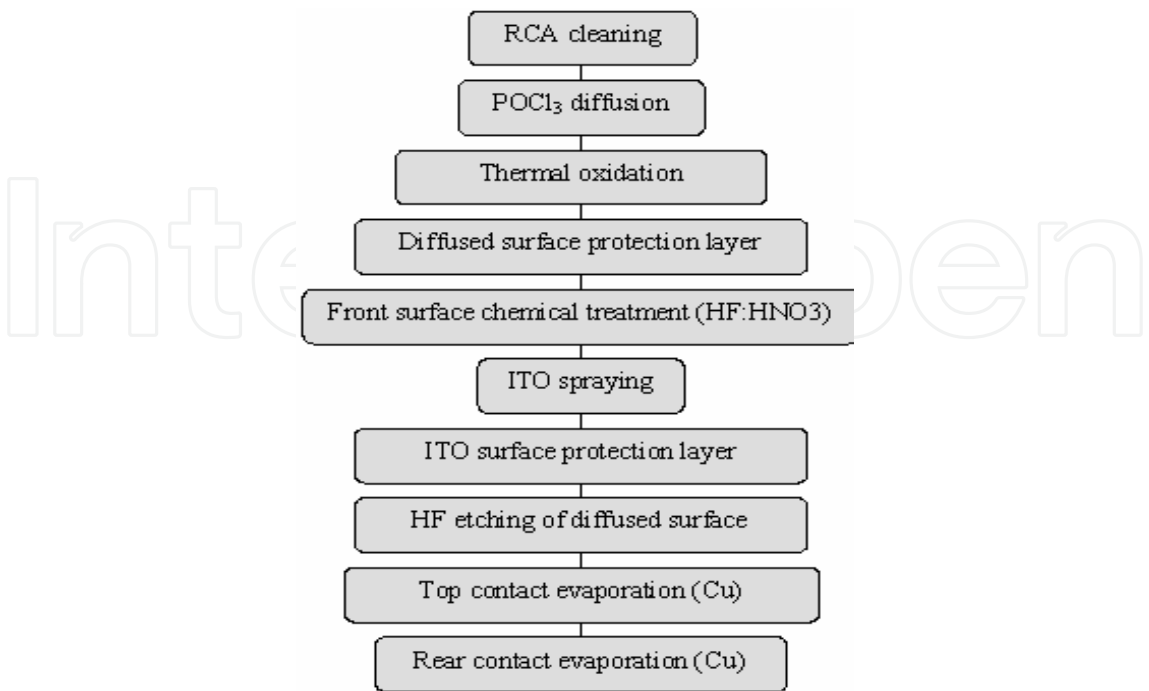 RCA cleaning
POCl₃ diffusion
Thermal oxidation
Diffused surface protection layer
Front surface chemical treatment (HF:HNO3)
ITO spraying
ITO surface protection layer
HF etching of diffused surface
Top contact evaporation (Cu)
Rear contact evaporation (Cu)